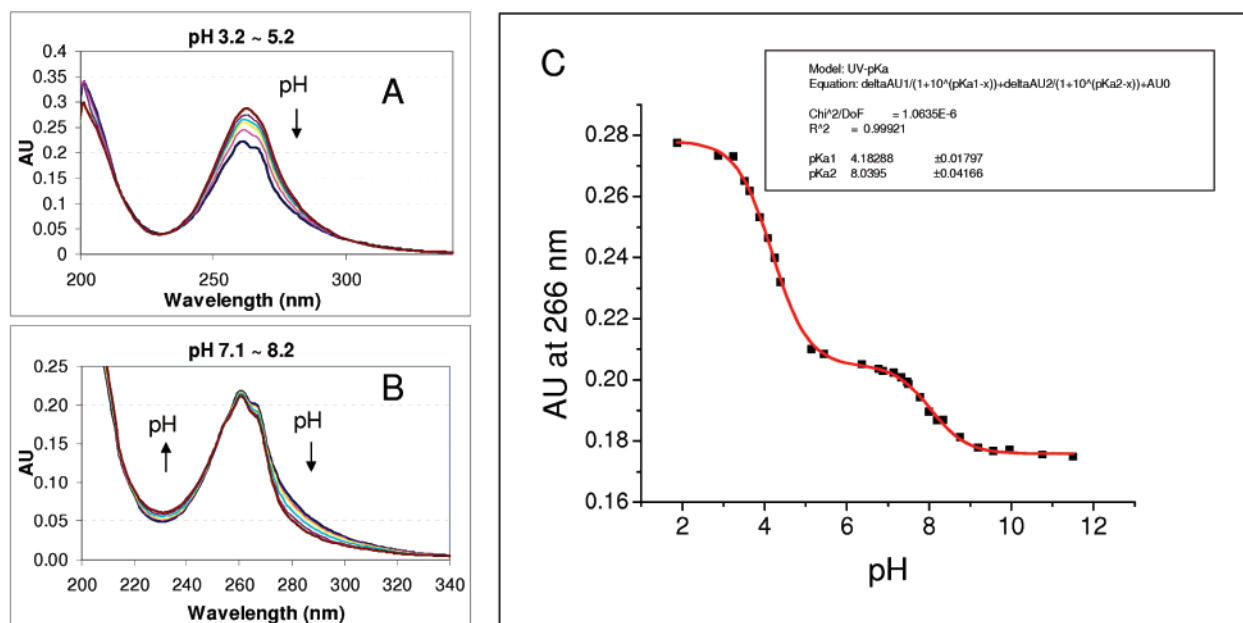 pH 3.2 ~ 5.2
A
pH
0.4
0.35
0.3
0.25
0.2
0.15
0.1
0.05
0
AU
200 250 300
Wavelength (nm)
pH 7.1 ~ 8.2
B
pH pH
0.25
0.20
0.15
0.10
0.05
0.00
AU
200 220 240 260 280 300 320 340
Wavelength (nm)
C
Model: UV-pKa
Equation: deltaAU1/(1+10^(pKa1-x))+deltaAU2/(1+10^(pKa2-x))+AU0
Chi^2/DoF = 1.0635E-6
R^2 = 0.99921
pKa1 4.18288 ±0.01797
pKa2 8.0395 ±0.04166
0.28
0.26
0.24
0.22
0.20
0.18
0.16
AU at 266 nm
2 4 6 8 10 12
pH